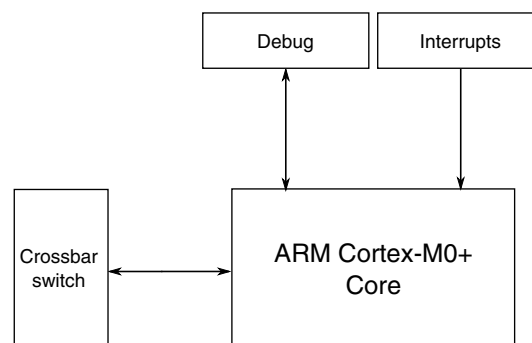 Debug
Interrupts
Crossbar
switch
ARM Cortex-M0+
Core